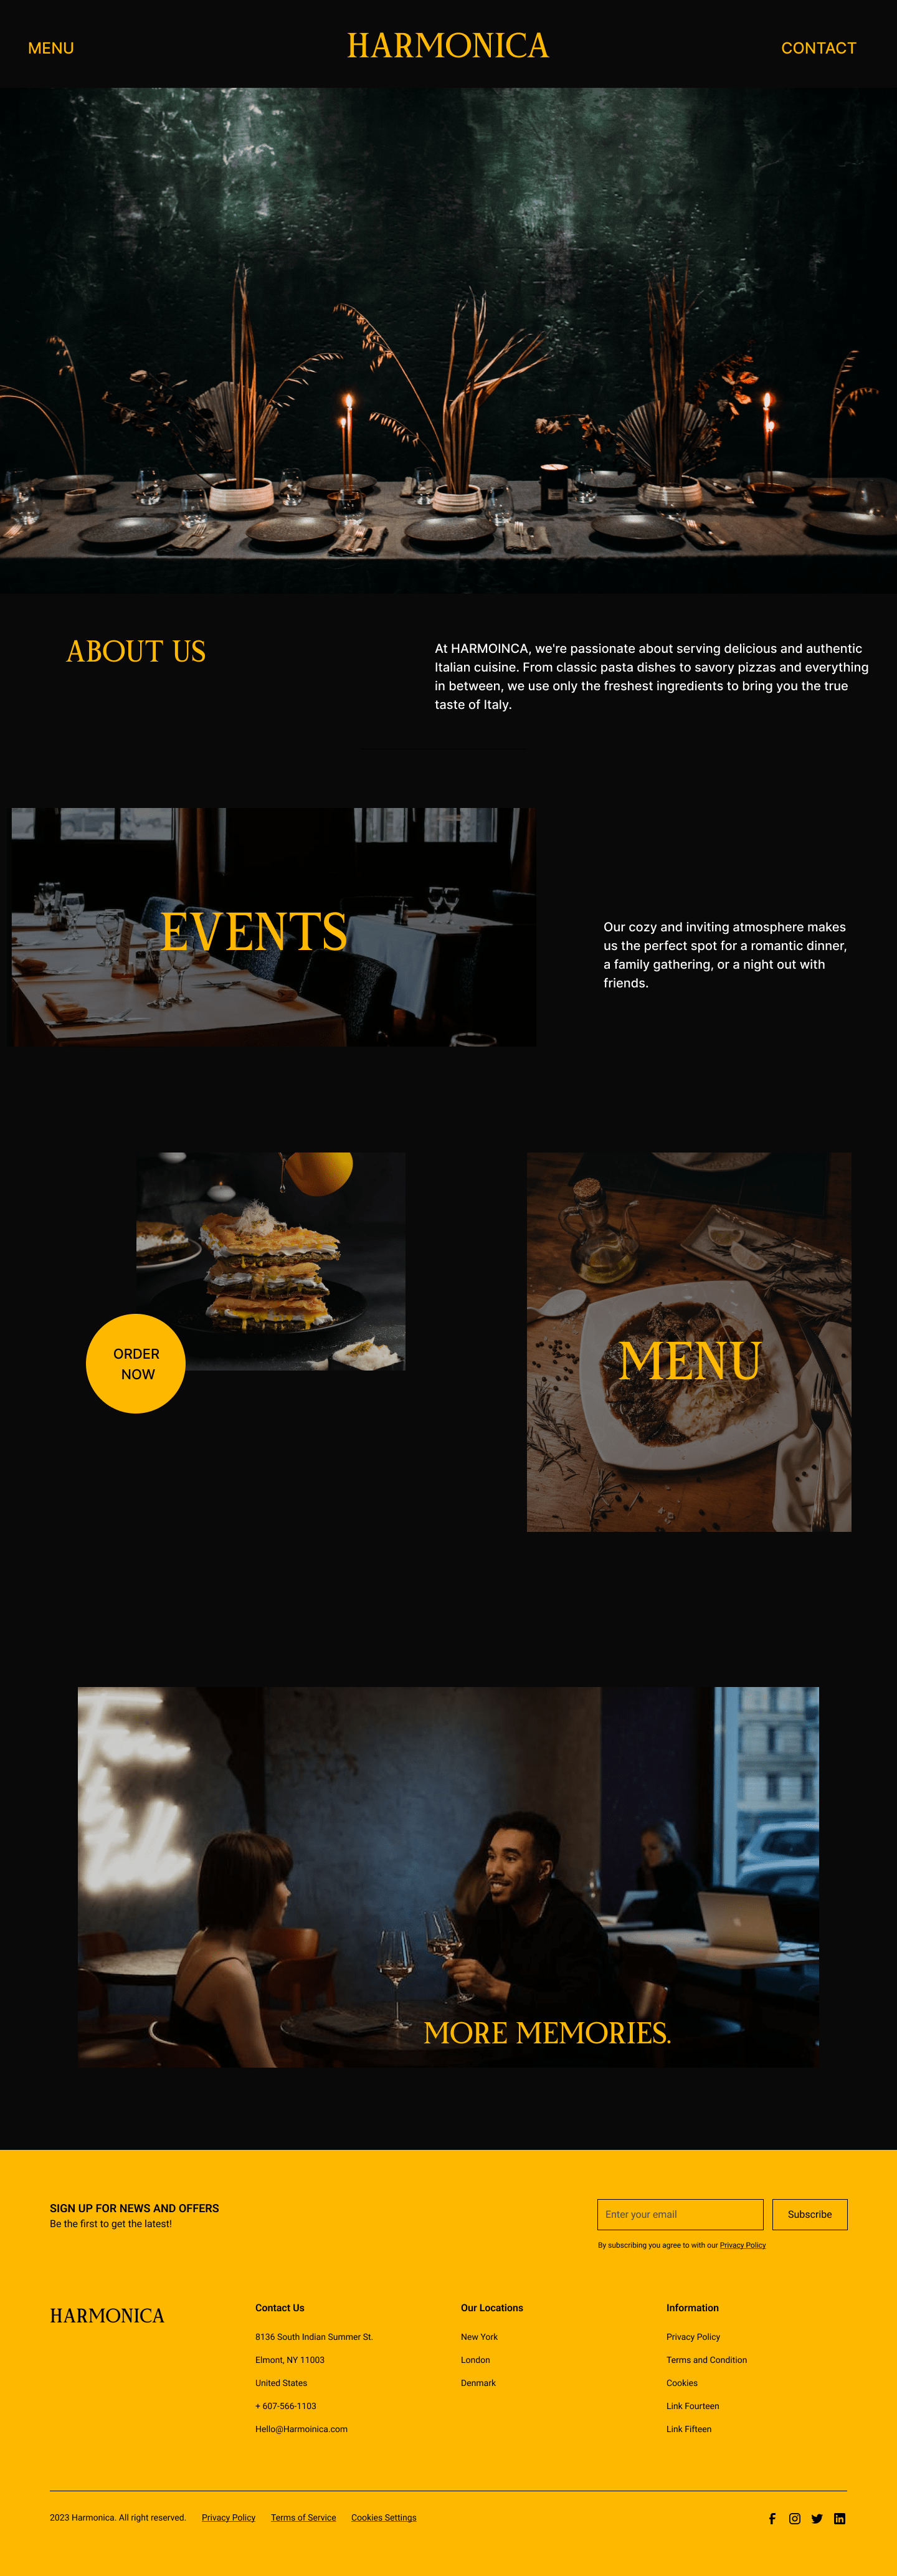 MENU
HARMONICA
CONTACT
ABOUT US
At HARMOINCA, we're passionate about serving delicious and authentic
Italian cuisine. From classic pasta dishes to savory pizzas and everything
in between, we use only the freshest ingredients to bring you the true
taste of Italy.
EVENTS
Our cozy and inviting atmosphere makes
us the perfect spot for a romantic dinner,
a family gathering, or a night out with
friends.
ORDER
NOW
MENU
MORE MEMORIES.
SIGN UP FOR NEWS AND OFFERS
Be the first to get the latest!
Enter your email
Subscribe
By subscribing you agree to with our Privacy Policy
HARMONICA
Contact Us
8136 South Indian Summer St.
Elmont, NY 11003
United States
+ 607-566-1103
Hello@Harmoinica.com
Our Locations
New York
London
Denmark
Information
Privacy Policy
Terms and Condition
Cookies
Link Fourteen
Link Fifteen
2023 Harmonica. All right reserved.
Privacy Policy
Terms of Service
Cookies Settings